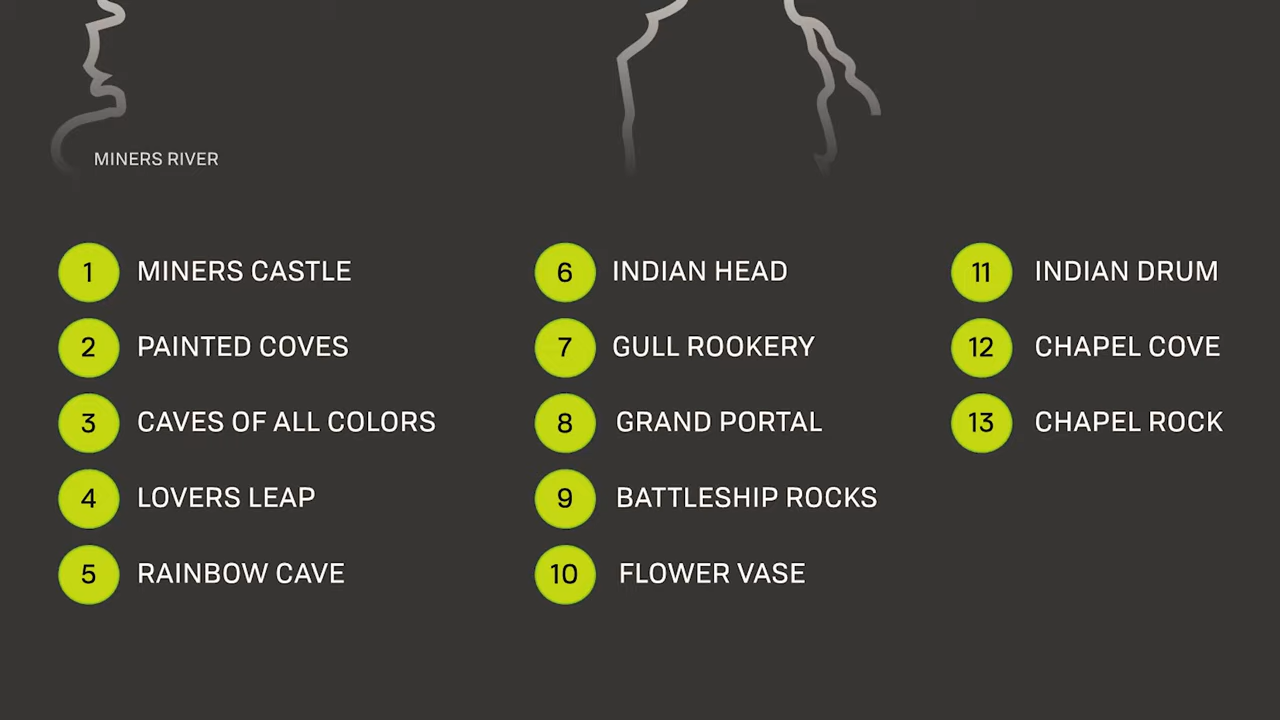 MINERS RIVER
1 MINERS CASTLE
2 PAINTED COVES
3 CAVES OF ALL COLORS
4 LOVERS LEAP
5 RAINBOW CAVE
6 INDIAN HEAD
7 GULL ROOKERY
8 GRAND PORTAL
9 BATTLESHIP ROCKS
10 FLOWER VASE
11 INDIAN DRUM
12 CHAPEL COVE
13 CHAPEL ROCK